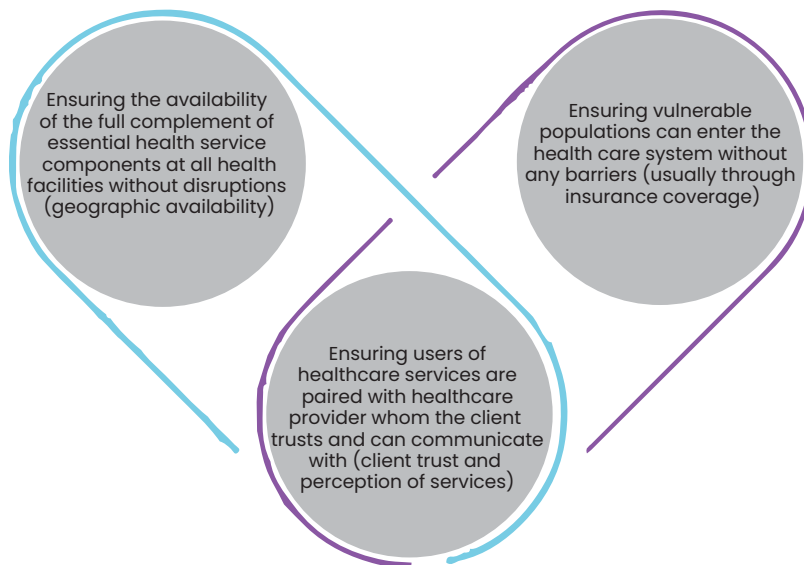 Ensuring the availability
of the full complement of
essential health service
components at all health
facilities without disruptions
(geographic availability)
Ensuring vulnerable
populations can enter the
health care system without
any barriers (usually through
insurance coverage)
Ensuring users of
healthcare services are
paired with healthcare
provider whom the client
trusts and can communicate
with (client trust and
perception of services)